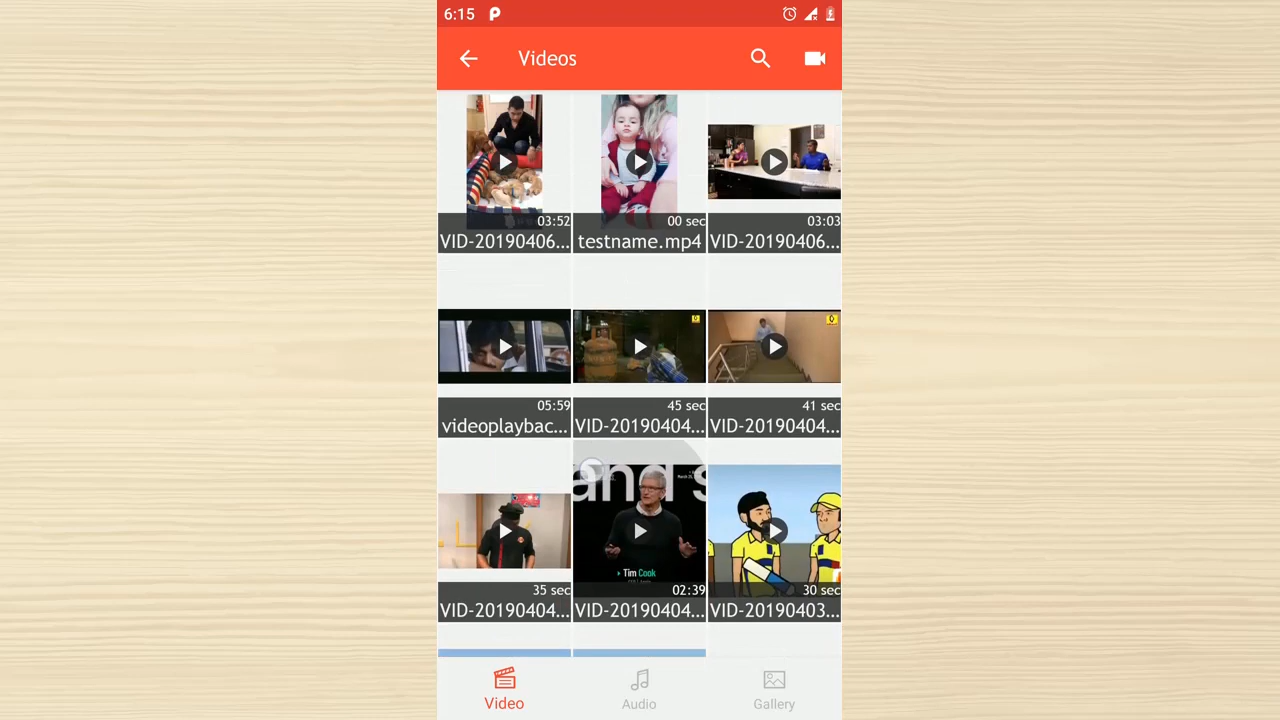 6:15
Videos
03:52
VID-20190406...
00 sec
testname.mp4
03:03
VID-20190406...
05:59
videoplaybac...
45 sec
VID-20190404...
41 sec
VID-20190404...
and s
Tim Cook
35 sec
VID-20190404...
02:39
VID-20190404...
30 sec
VID-20190403...
Video
Audio
Gallery